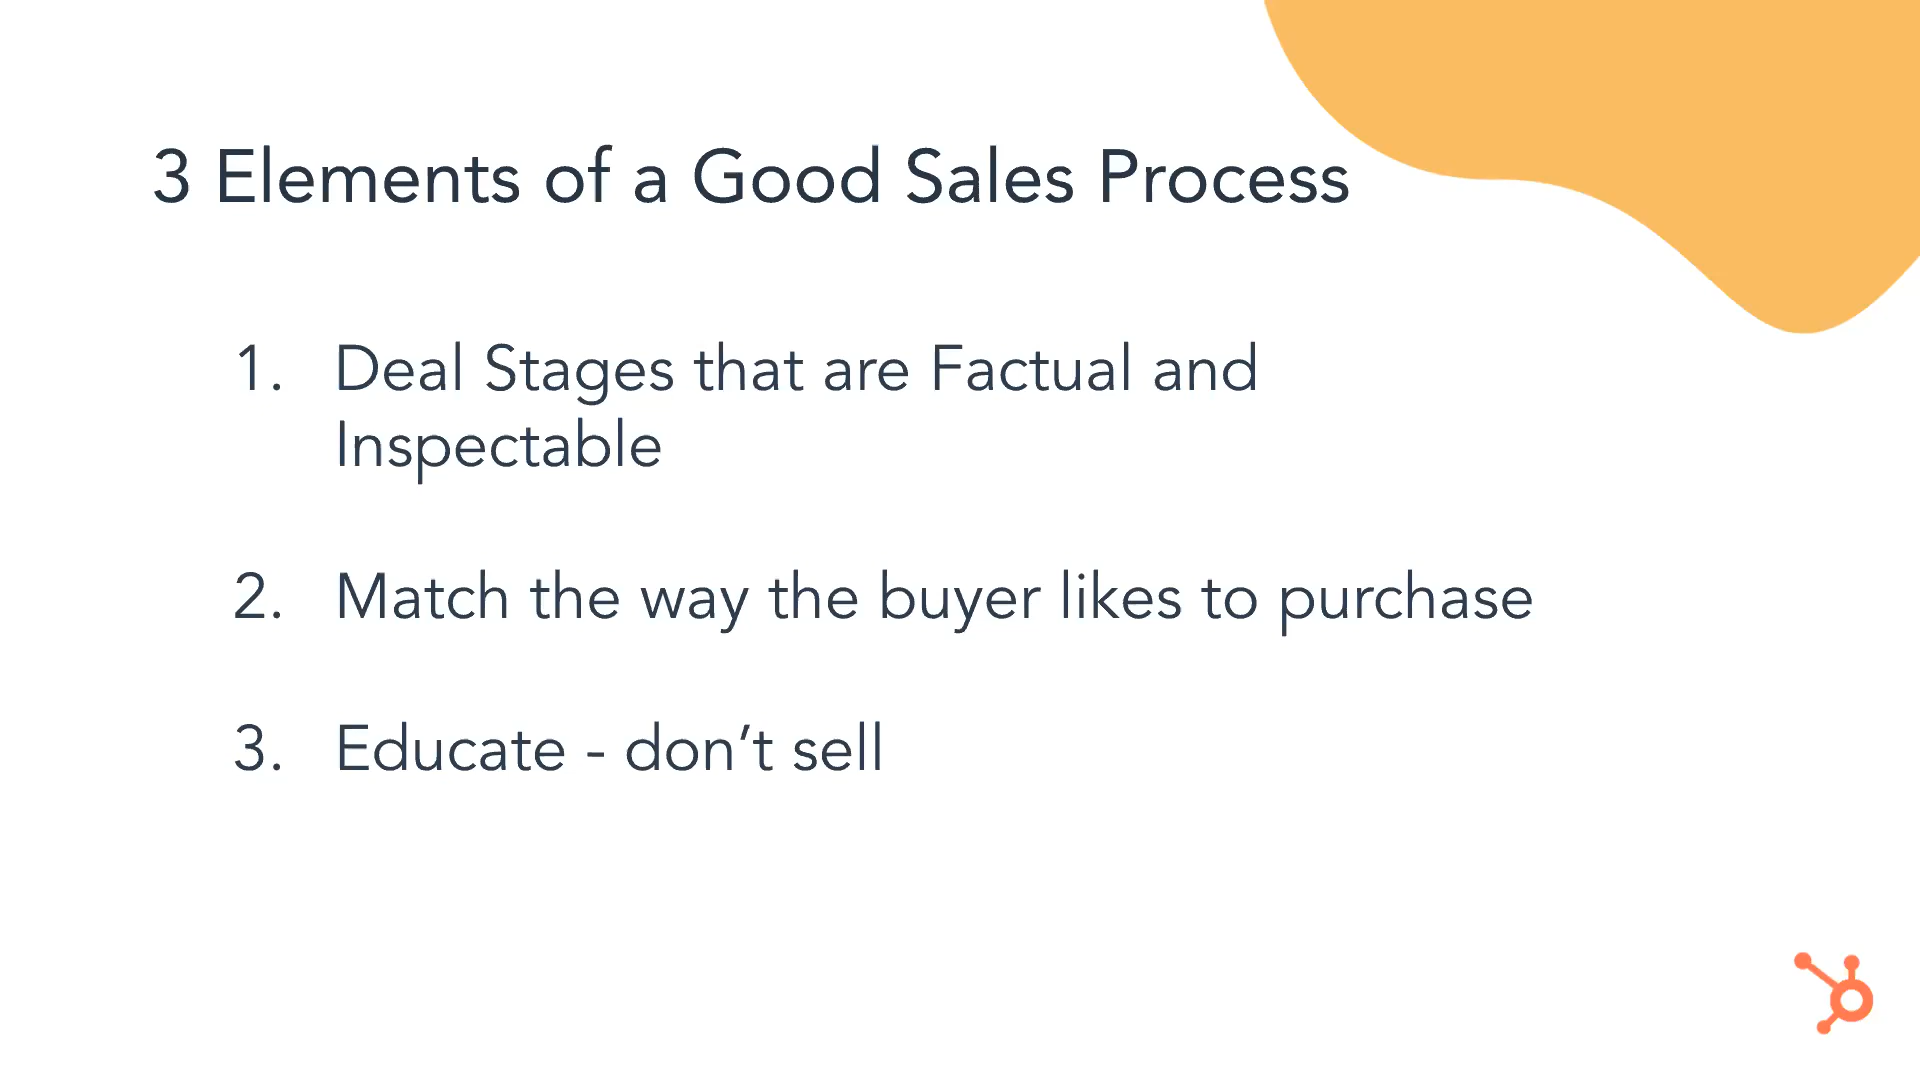 3 Elements of a Good Sales Process
1. Deal Stages that are Factual and
Inspectable
2. Match the way the buyer likes to purchase
3. Educate - don’t sell